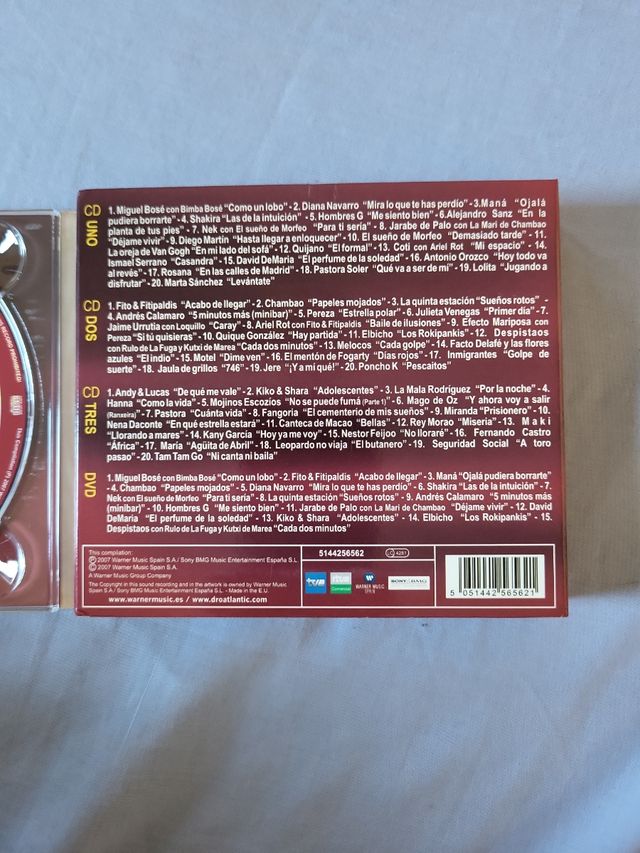 CD UNO
1. Miguel Bosé con Bimba Bosé "Como un lobo" - 2. Diana Navarro "Mira lo que te has perdío" - 3.Maná "Ojalá
pudiera borrarte" - 4. Shakira "Las de la intuición" - 5. Hombres G "Me siento bien" - 6.Alejandro Sanz "En la
planta de tus pies" - 7. Nek con El sueño de Morfeo "Para ti sería" - 8. Jarabe de Palo con La Mari de Chambao
"Déjame vivir" - 9. Diego Martín "Hasta llegar a enloquecer" - 10. El sueño de Morfeo "Demasiado tarde" - 11.
La oreja de Van Gogh "En mi lado del sofá" - 12. Quijano "El formal" - 13. Coti con Ariel Rot "Mi espacio" - 14.
Ismael Serrano "Casandra" - 15. David DeMaria "El perfume de la soledad" - 16. Antonio Orozco "Hoy todo va
al revés" - 17. Rosana "En las calles de Madrid" - 18. Pastora Soler "Qué va a ser de mí" - 19. Lolita "Jugando a
disfrutar" - 20. Marta Sánchez "Levántate"
CD DOS
1. Fito & Fitipaldis "Acabo de llegar" - 2. Chambao "Papeles mojados" - 3. La quinta estación "Sueños rotos" -
4. Andrés Calamaro "5 minutos más (minibar)" - 5. Pereza "Estrella polar" - 6. Julieta Venegas "Primer día" - 7.
Jaime Urrutia con Loquillo "Caray" - 8. Ariel Rot con Fito & Fitipaldis "Baile de ilusiones" - 9. Efecto Mariposa con
Pereza "Si tú quisieras" - 10. Quique González "Hay partida" - 11. Elbicho "Los Rokipankis" - 12. Despistaos
con Rulo de La Fuga y Kutxi de Marea "Cada dos minutos" - 13. Melocos "Cada golpe" - 14. Facto Delafé y las flores
azules "El indio" - 15. Motel "Dime ven" - 16. El mentón de Fogarty "Días rojos" - 17. Inmigrantes "Golpe de
suerte" - 18. Jaula de grillos "746" - 19. Jere "¡Y a mí qué!" - 20. Poncho K "Pescaitos"
CD TRES
1. Andy & Lucas "De qué me vale" - 2. Kiko & Shara "Adolescentes" - 3. La Mala Rodríguez "Por la noche" - 4.
Hanna "Como la vida" - 5. Mojinos Escozios "No se puede fumá (Parte 1)" - 6. Mago de Oz "Y ahora voy a salir
(Ranxeira)" - 7. Pastora "Cuánta vida" - 8. Fangoria "El cementerio de mis sueños" - 9. Miranda "Prisionero" - 10.
Nena Daconte "En qué estrella estará" - 11. Canteca de Macao "Bellas" - 12. Rey Morao "Miseria" - 13. Maki
"Llorando a mares" - 14. Kany García "Hoy ya me voy" - 15. Nestor Feijoo "No lloraré" - 16. Fernando Castro
"África" - 17. María "Agüita de Abril" - 18. Leopardo no viaja "El butanero" - 19. Seguridad Social "A toro
pasao" - 20. Tam Tam Go "Ni canta ni baila"
DVD
1. Miguel Bosé con Bimba Bosé "Como un lobo" - 2. Fito & Fitipaldis "Acabo de llegar" - 3. Maná "Ojalá pudiera borrarte"
- 4. Chambao "Papeles mojados" - 5. Diana Navarro "Mira lo que te has perdío" - 6. Shakira "Las de la intuición" - 7.
Nek con El sueño de Morfeo "Para ti sería" - 8. La quinta estación "Sueños rotos" - 9. Andrés Calamaro "5 minutos más
(minibar)" - 10. Hombres G "Me siento bien" - 11. Jarabe de Palo con La Mari de Chambao "Déjame vivir" - 12. David
DeMaria "El perfume de la soledad" - 13. Kiko & Shara "Adolescentes" - 14. Elbicho "Los Rokipankis" - 15.
Despistaos con Rulo de La Fuga y Kutxi de Marea "Cada dos minutos"
This compilation:
Ⓟ 2007 Warner Music Spain S.A./ Sony BMG Music Entertainment España S.L.
© 2007 Warner Music Spain S.A./ Sony BMG Music Entertainment España S.L.
A Warner Music Group Company
The Copyright in this sound recording and in the artwork is owned by Warner Music
Spain S.A / Sony BMG Music Entertainment España S.L. - Made in the E.U.
www.warnermusic.es / www.droatlantic.com
5144256562
LC 4281
tve
rtve
Comercial
WARNER MUSIC
SPAIN
SONY BMG
5 051442 565621
RECORD PROHIBITED!